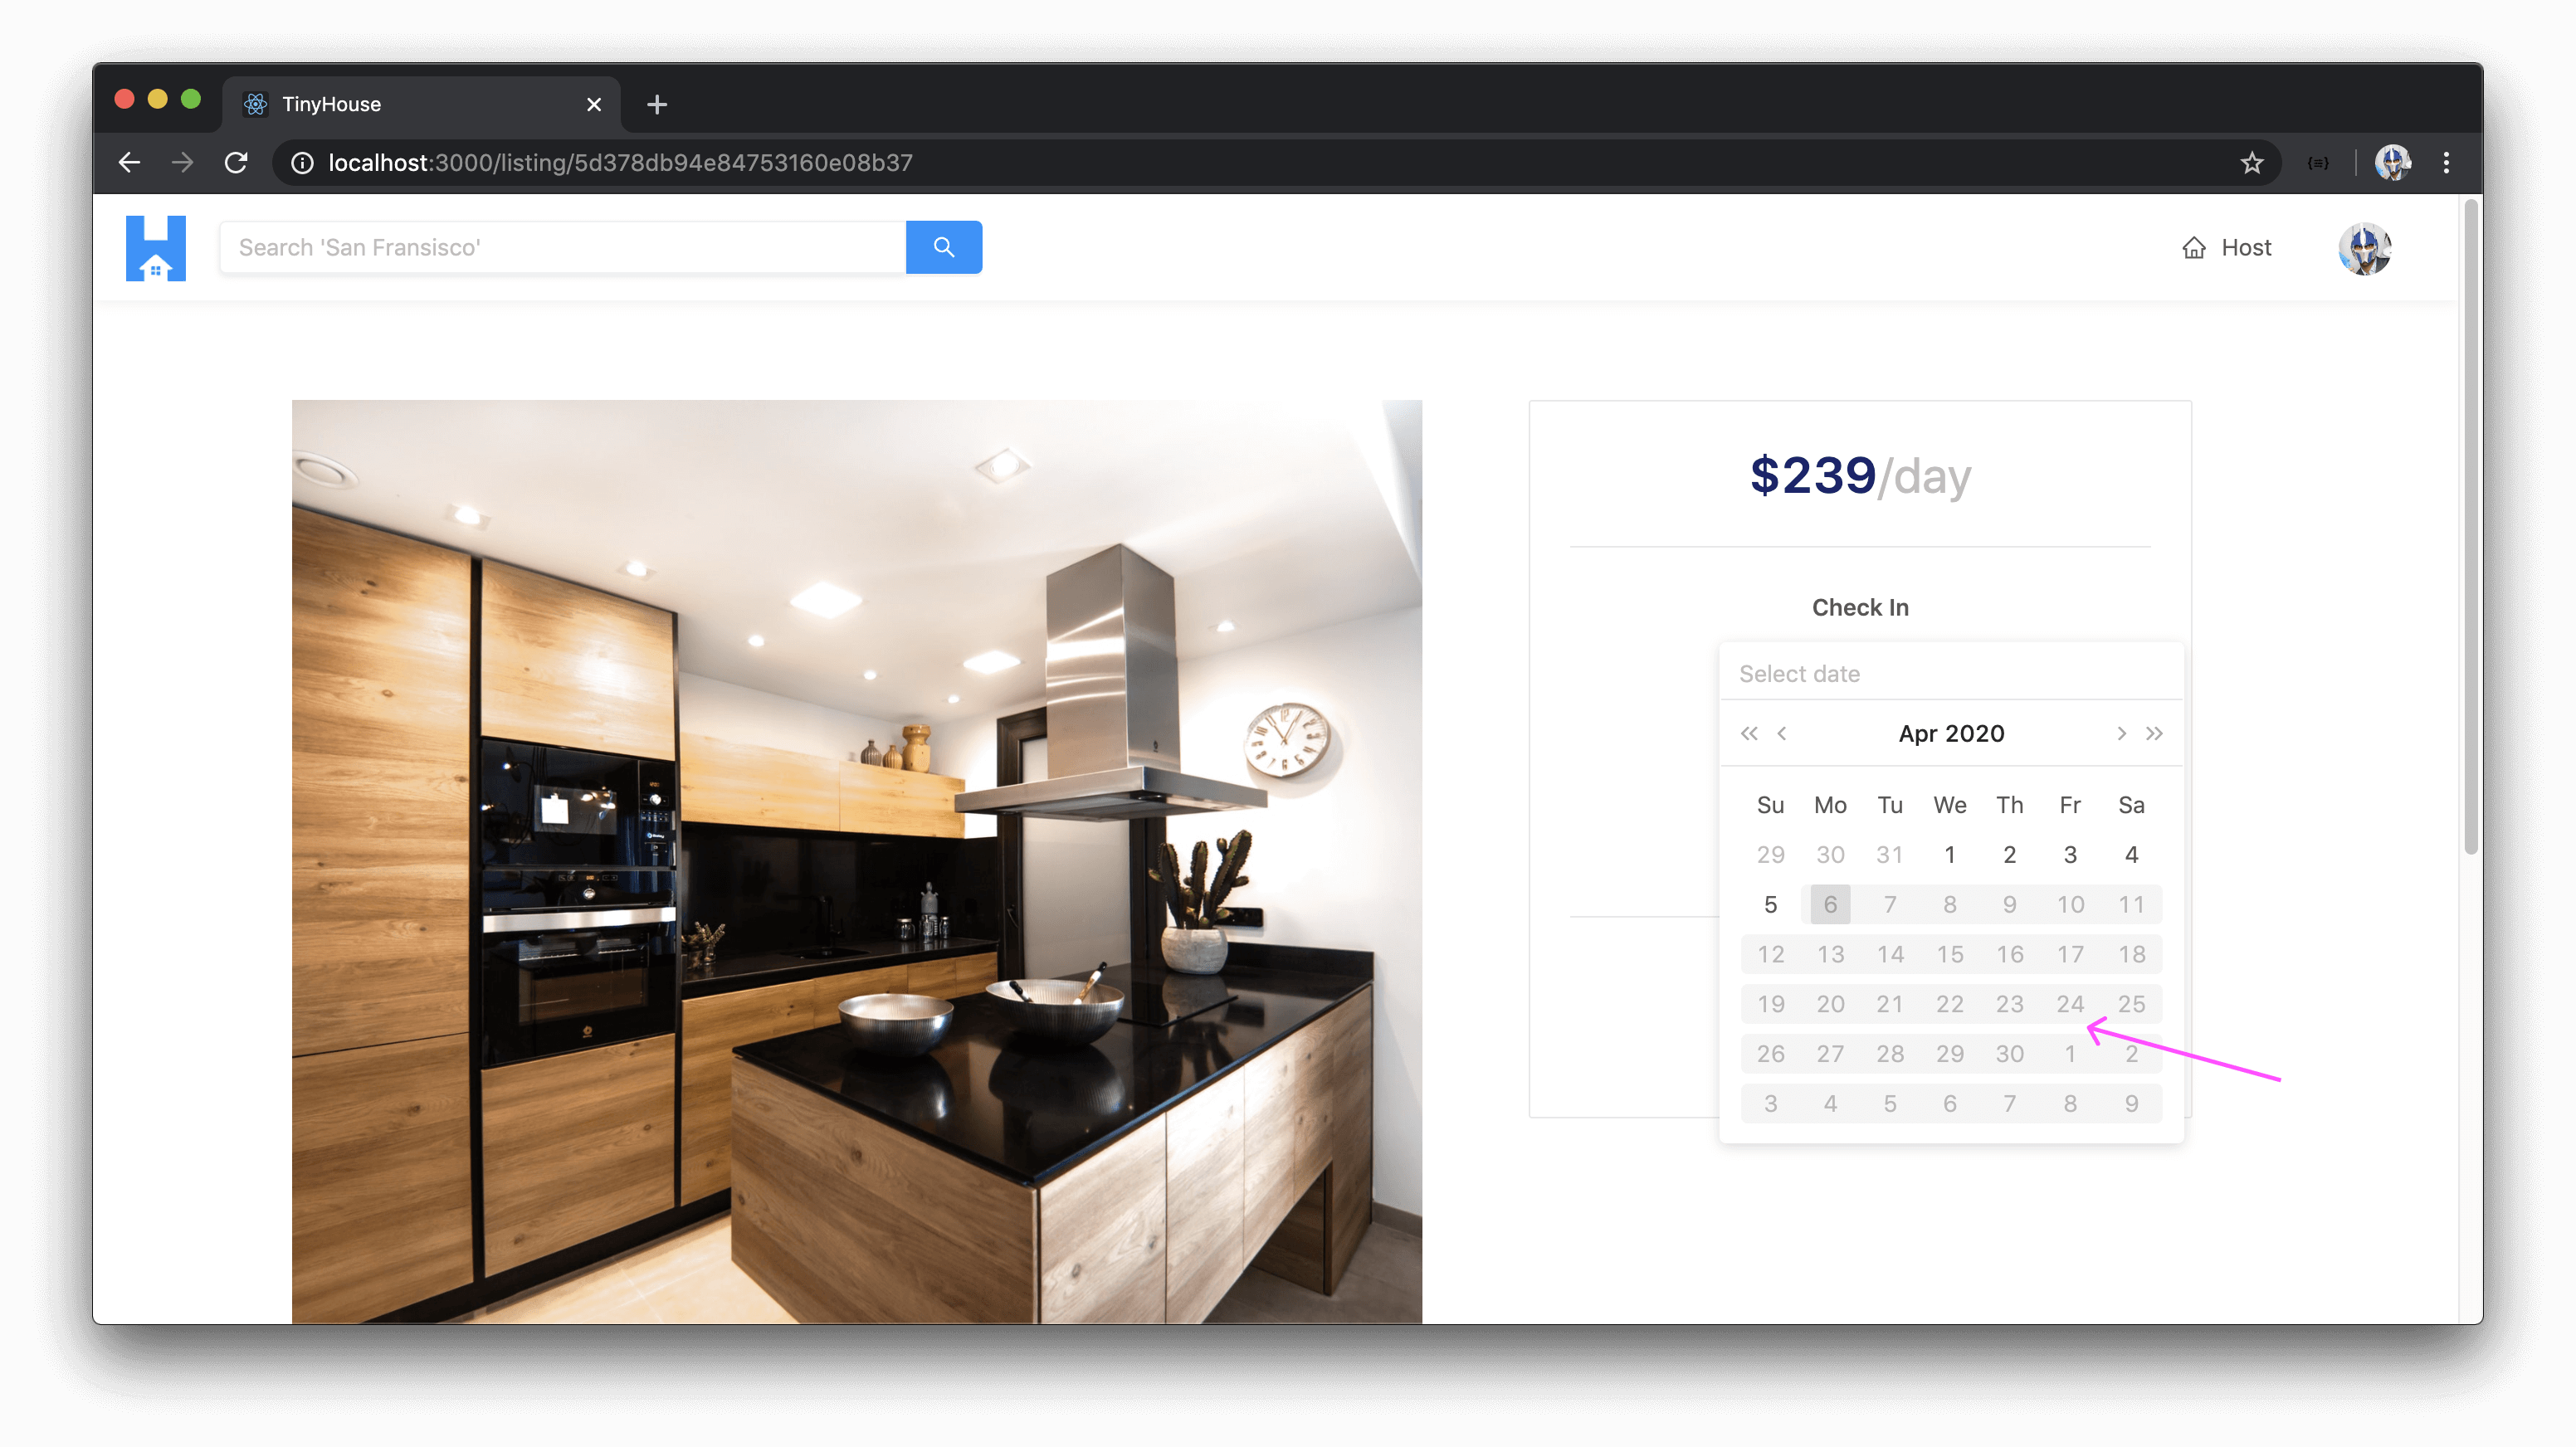 TinyHouse
localhost:3000/listing/5d378db94e84753160e08b37
Search 'San Fransisco'
Host
$239/day
Check In
Select date
Apr 2020
Su Mo Tu We Th Fr Sa
29 30 31 1 2 3 4
5 6 7 8 9 10 11
12 13 14 15 16 17 18
19 20 21 22 23 24 25
26 27 28 29 30 1 2
3 4 5 6 7 8 9